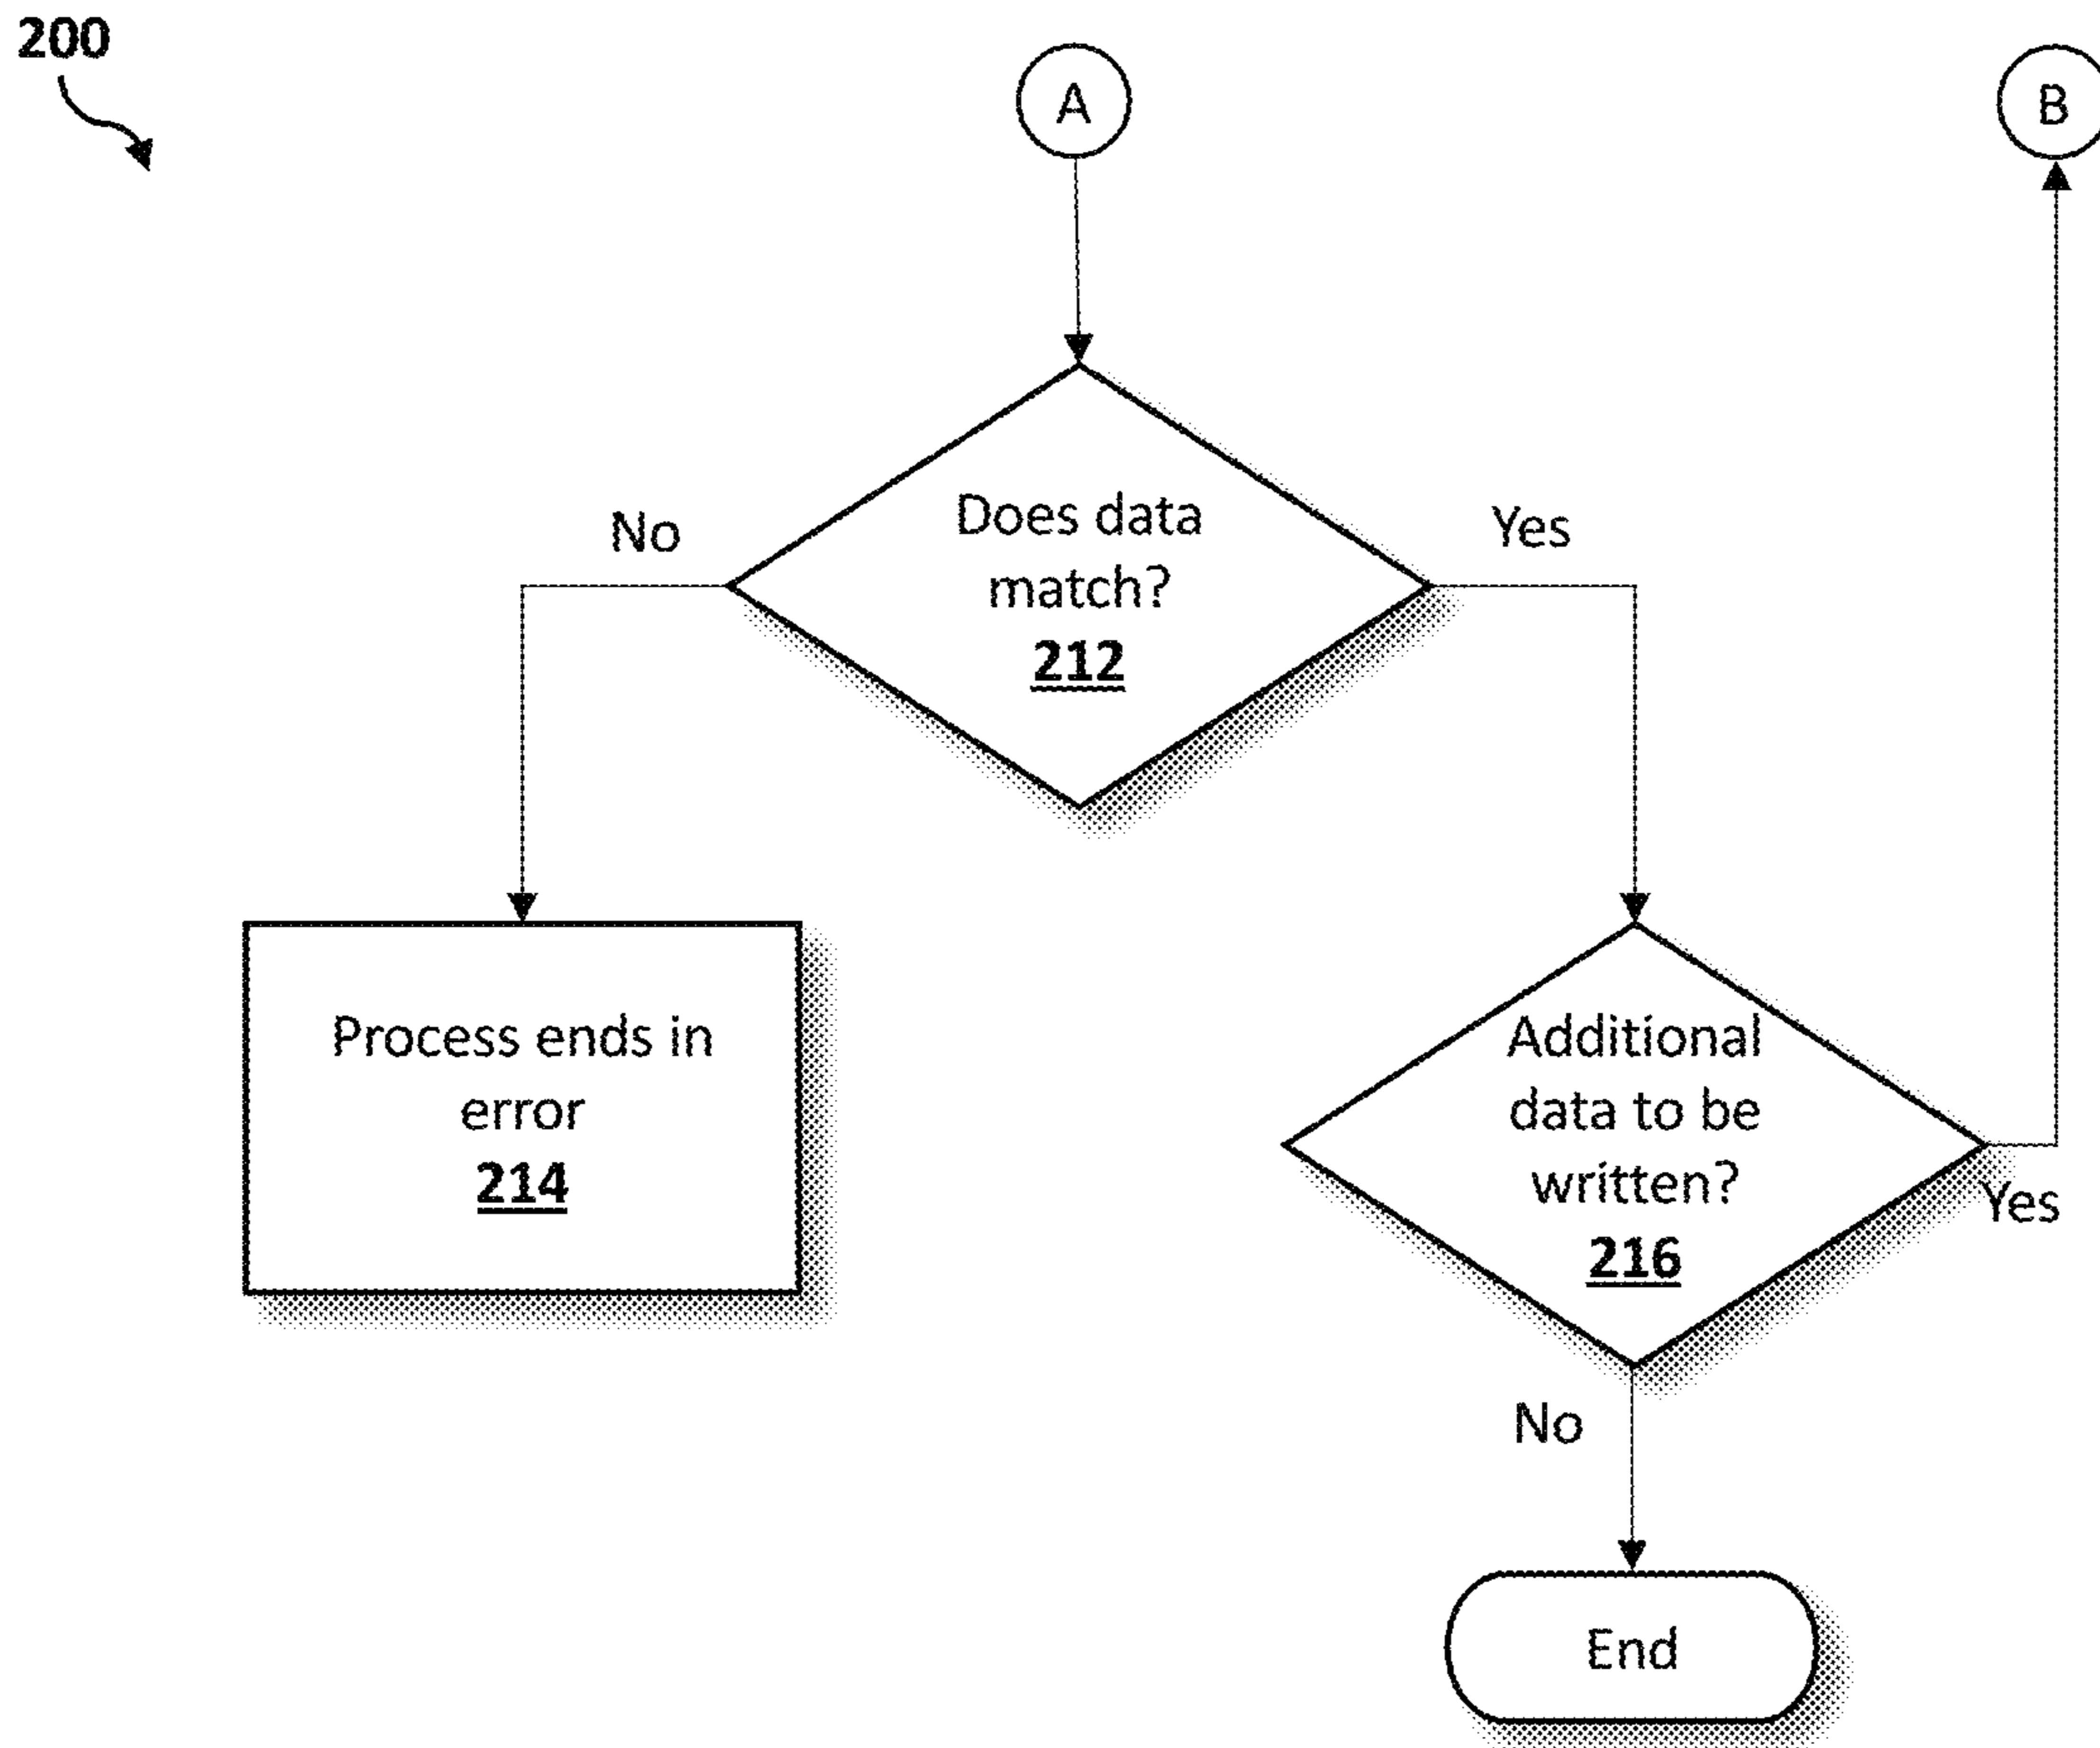 200
A
B
Does data
match?
212
No
Yes
Process ends in
error
214
Additional
data to be
written?
216
Yes
No
End